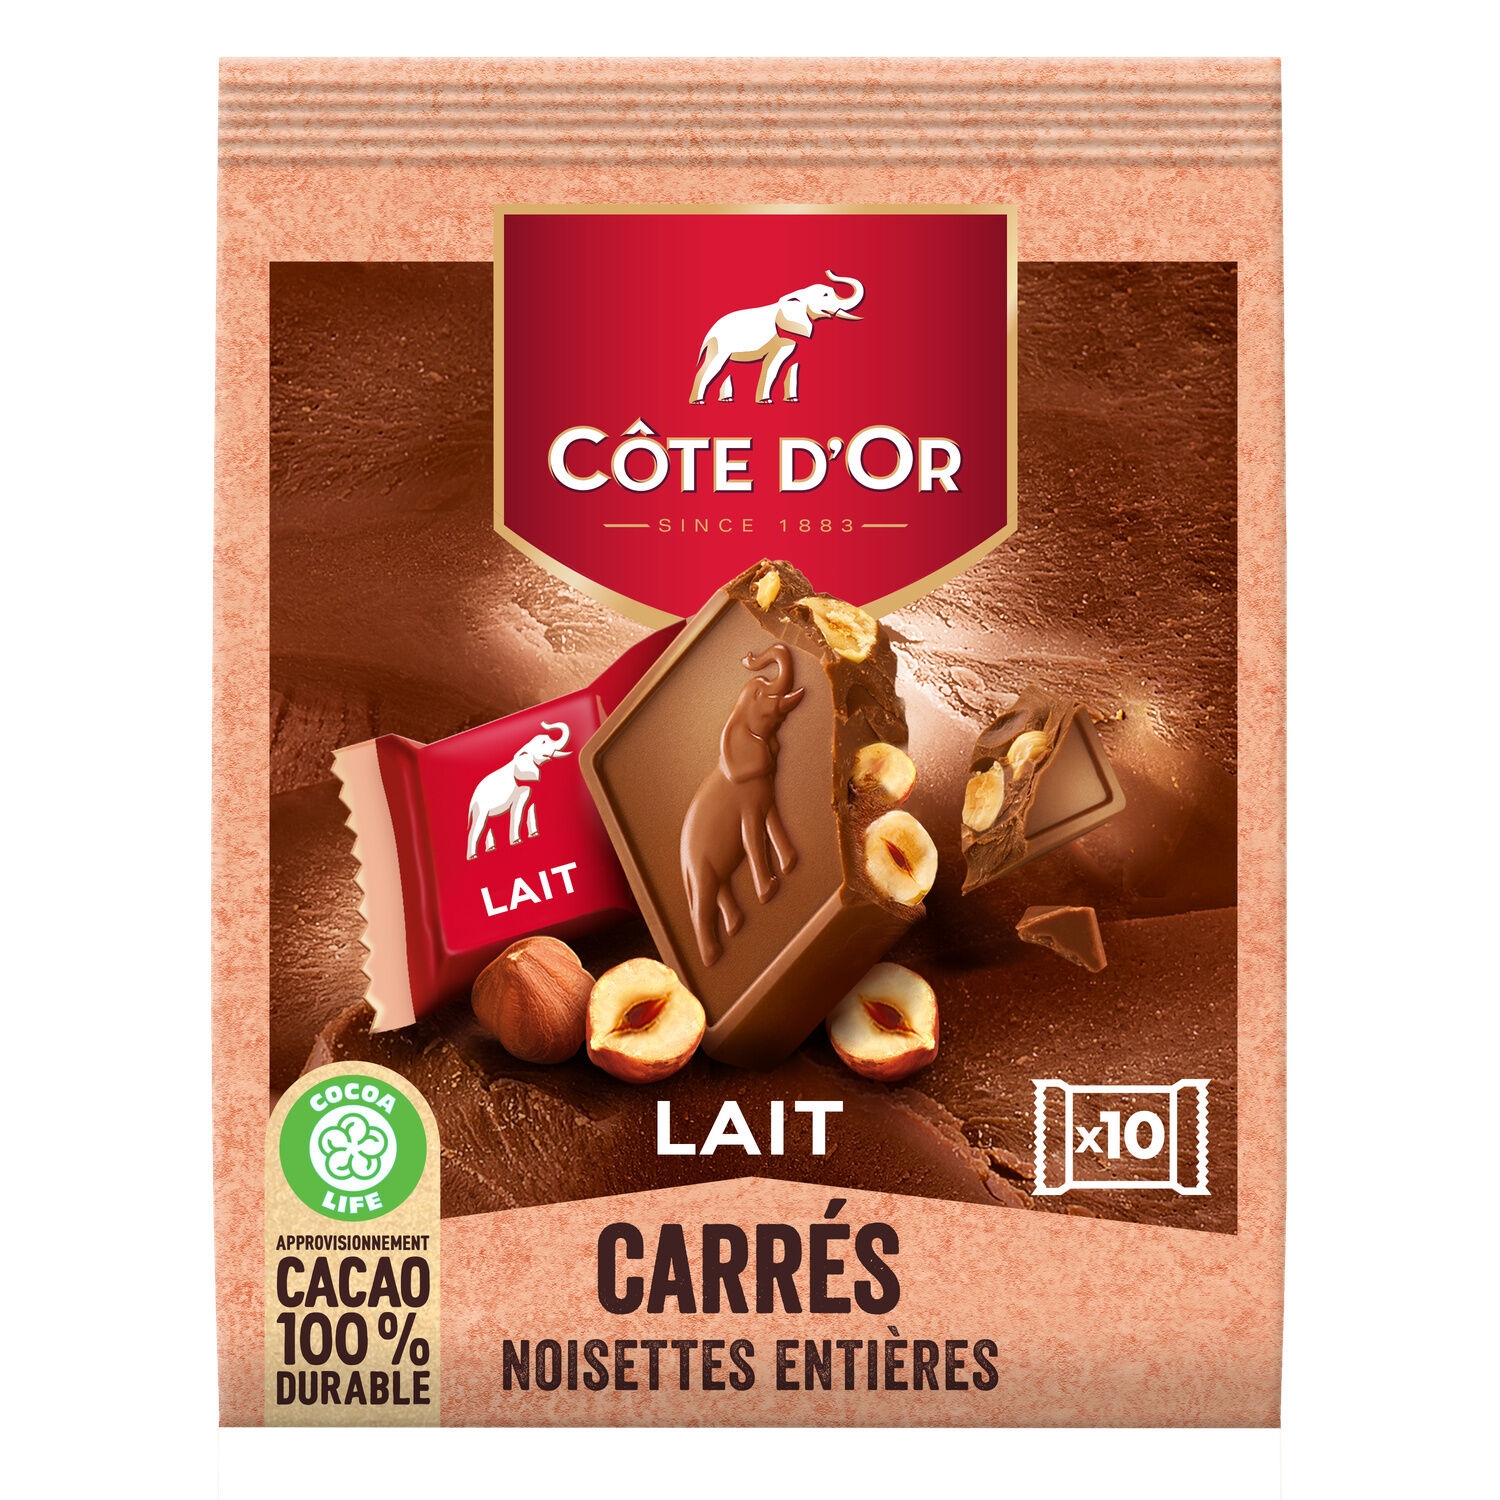 CÔTE D'OR
SINCE 1883
LAIT
LAIT
x10
COCOA
LIFE
APPROVISIONNEMENT
CACAO
100%
DURABLE
CARRÉS
NOISETTES ENTIÈRES